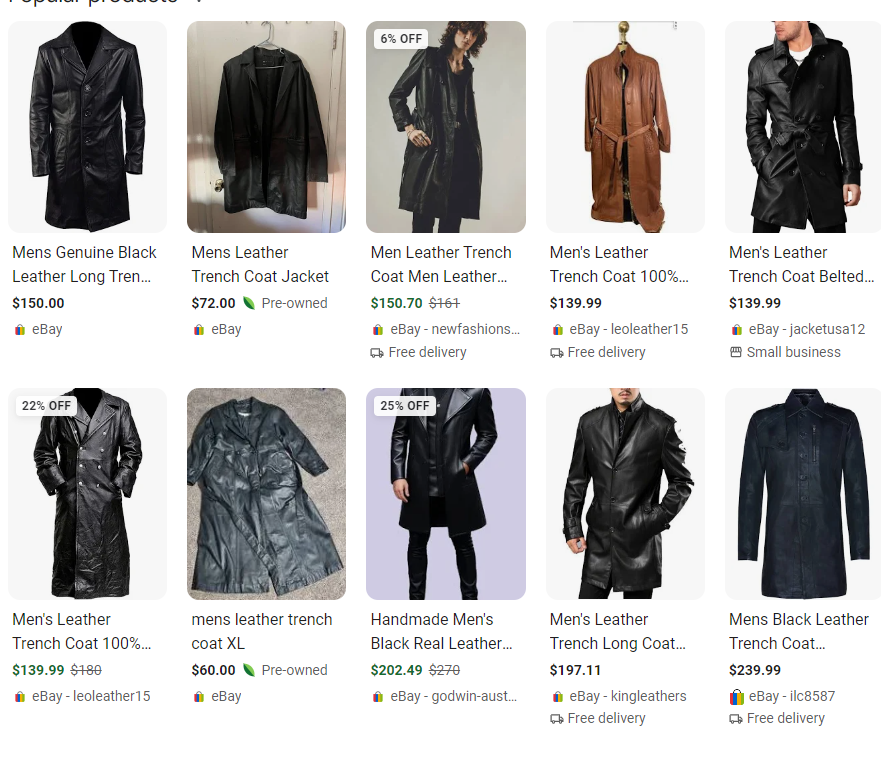 Popular products
6% OFF
Mens Genuine Black
Leather Long Tren...
$150.00
eBay
Mens Leather
Trench Coat Jacket
$72.00 Pre-owned
eBay
Men Leather Trench
Coat Men Leather...
$150.70 $161
eBay - newfashions...
Free delivery
Men's Leather
Trench Coat 100%...
$139.99
eBay - leoleather15
Free delivery
Men's Leather
Trench Coat Belted...
$139.99
eBay - jacketusa12
Small business
22% OFF
Men's Leather
Trench Coat 100%...
$139.99 $180
eBay - leoleather15
mens leather trench
coat XL
$60.00 Pre-owned
eBay
25% OFF
Handmade Men's
Black Real Leather...
$202.49 $270
eBay - godwin-aust...
Men's Leather
Trench Long Coat...
$197.11
eBay - kingleathers
Free delivery
Mens Black Leather
Trench Coat...
$239.99
eBay - ilc8587
Free delivery